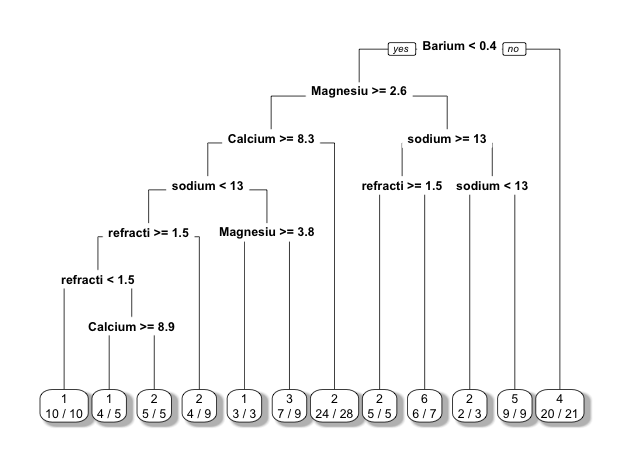 yes Barium < 0.4 no
Magnesiu >= 2.6
Calcium >= 8.3 sodium >= 13
sodium < 13 refracti >= 1.5 sodium < 13
refracti >= 1.5 Magnesiu >= 3.8
refracti < 1.5
Calcium >= 8.9
1 1 2 2 1 3 2 2 6 2 5 4
10 / 10 4 / 5 5 / 5 4 / 9 3 / 3 7 / 9 24 / 28 5 / 5 6 / 7 2 / 3 9 / 9 20 / 21